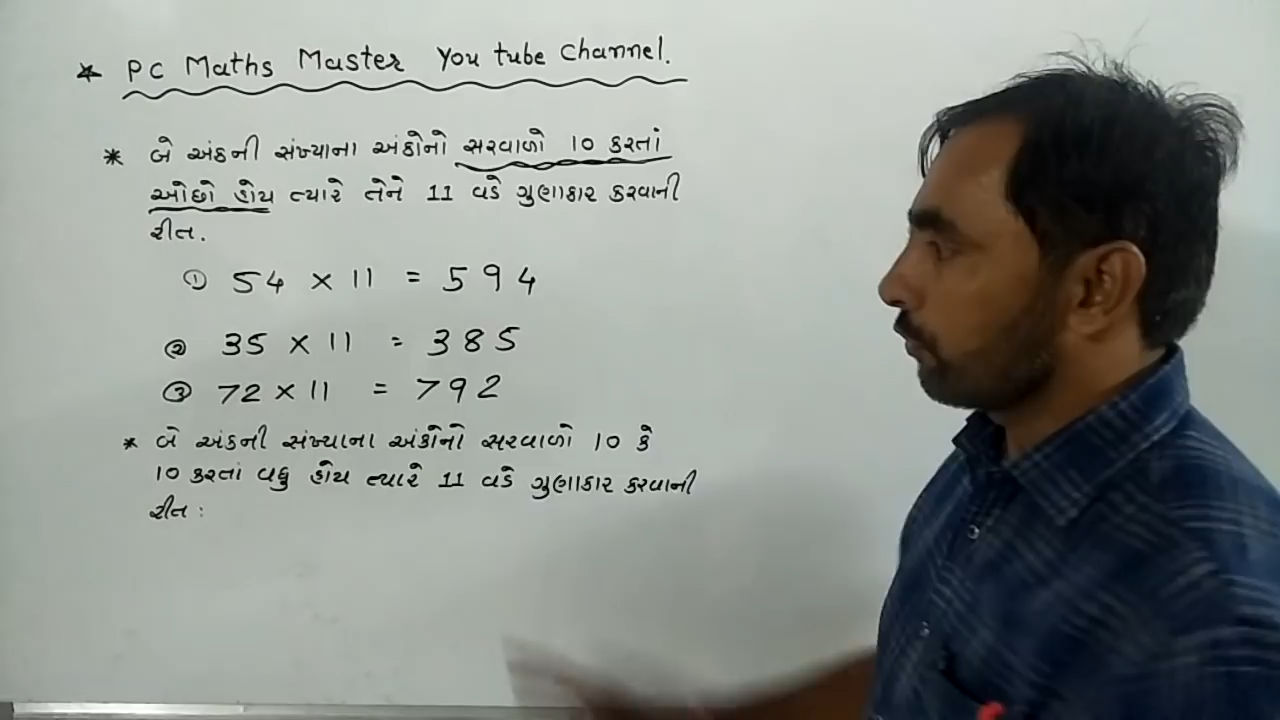 * PC Maths Master You tube Channel.
* બે અંકની સંખ્યાના અંકોનો સરવાળો 10 કરતાં
ઓછો હોય ત્યારે તેને 11 વડે ગુણાકાર કરવાની
રીત.
① 54 × 11 = 594
② 35 × 11 = 385
③ 72 × 11 = 792
* બે અંકની સંખ્યાના અંકોનો સરવાળો 10 કે
10 કરતાં વધુ હોય ત્યારે 11 વડે ગુણાકાર કરવાની
રીત :